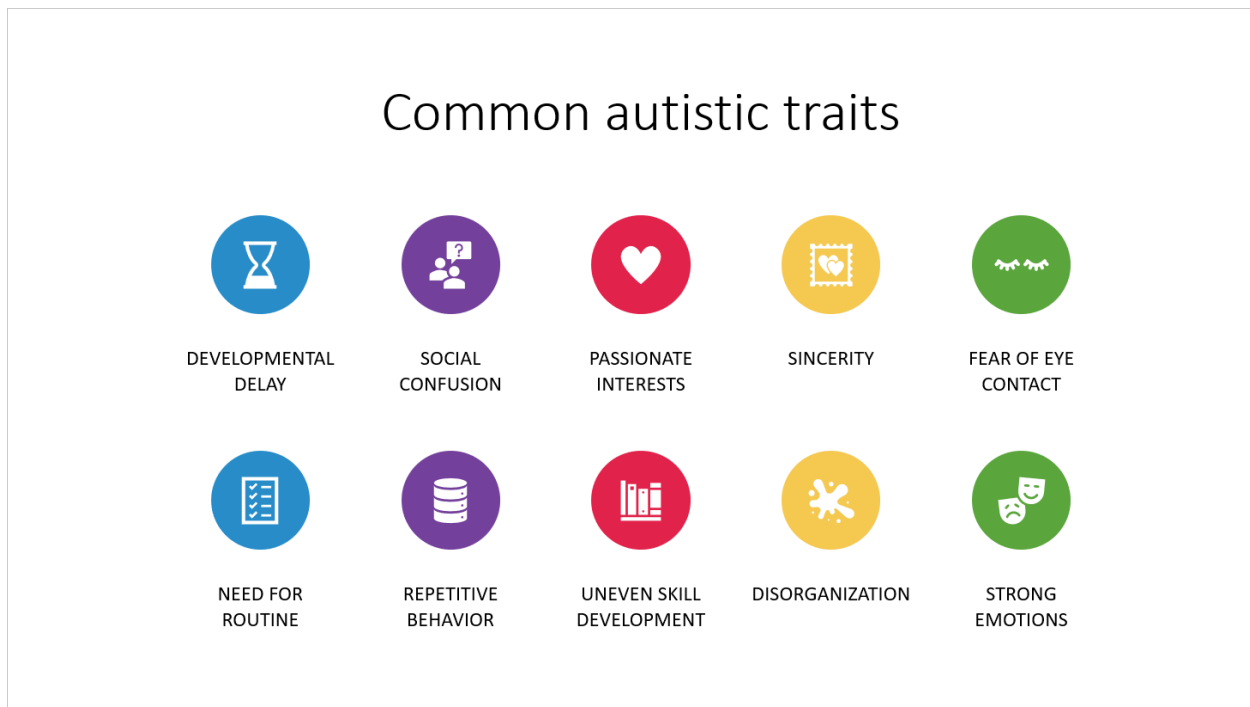 Common autistic traits
DEVELOPMENTAL
DELAY
SOCIAL
CONFUSION
PASSIONATE
INTERESTS
SINCERITY
FEAR OF EYE
CONTACT
NEED FOR
ROUTINE
REPETITIVE
BEHAVIOR
UNEVEN SKILL
DEVELOPMENT
DISORGANIZATION
STRONG
EMOTIONS